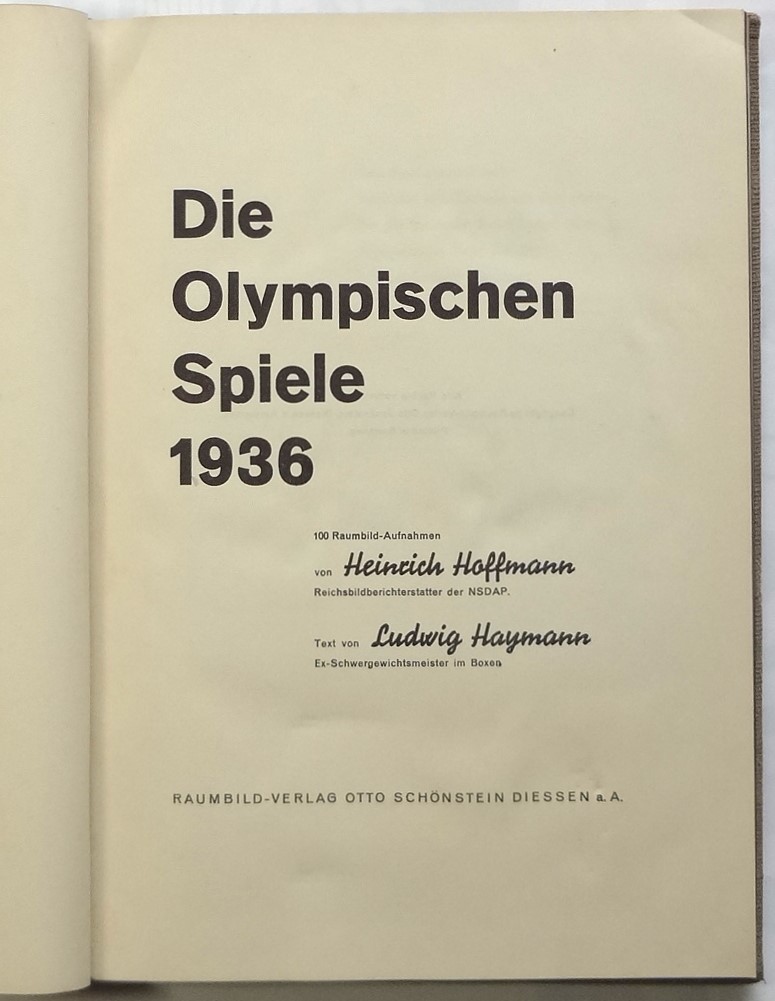 Die
Olympischen
Spiele
1936
100 Raumbild-Aufnahmen
von Heinrich Hoffmann
Reichsbildberichterstatter der NSDAP.
Text von Ludwig Haymann
Ex-Schwergewichtsmeister im Boxen
RAUMBILD-VERLAG OTTO SCHÖNSTEIN DIESSEN a. A.